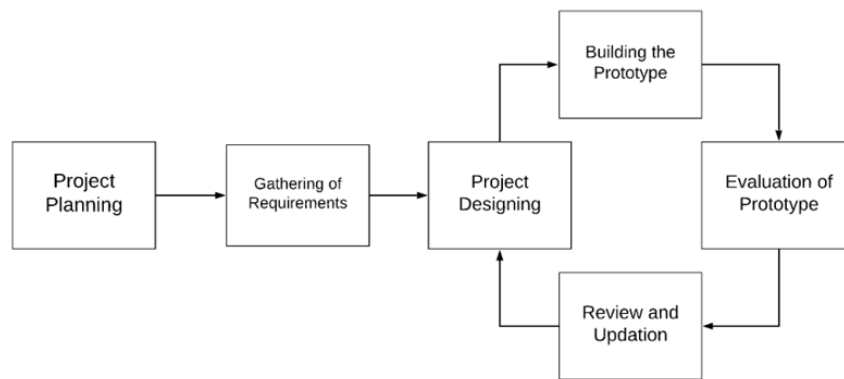 Project
Planning
Gathering of
Requirements
Project
Designing
Building the
Prototype
Evaluation of
Prototype
Review and
Updation